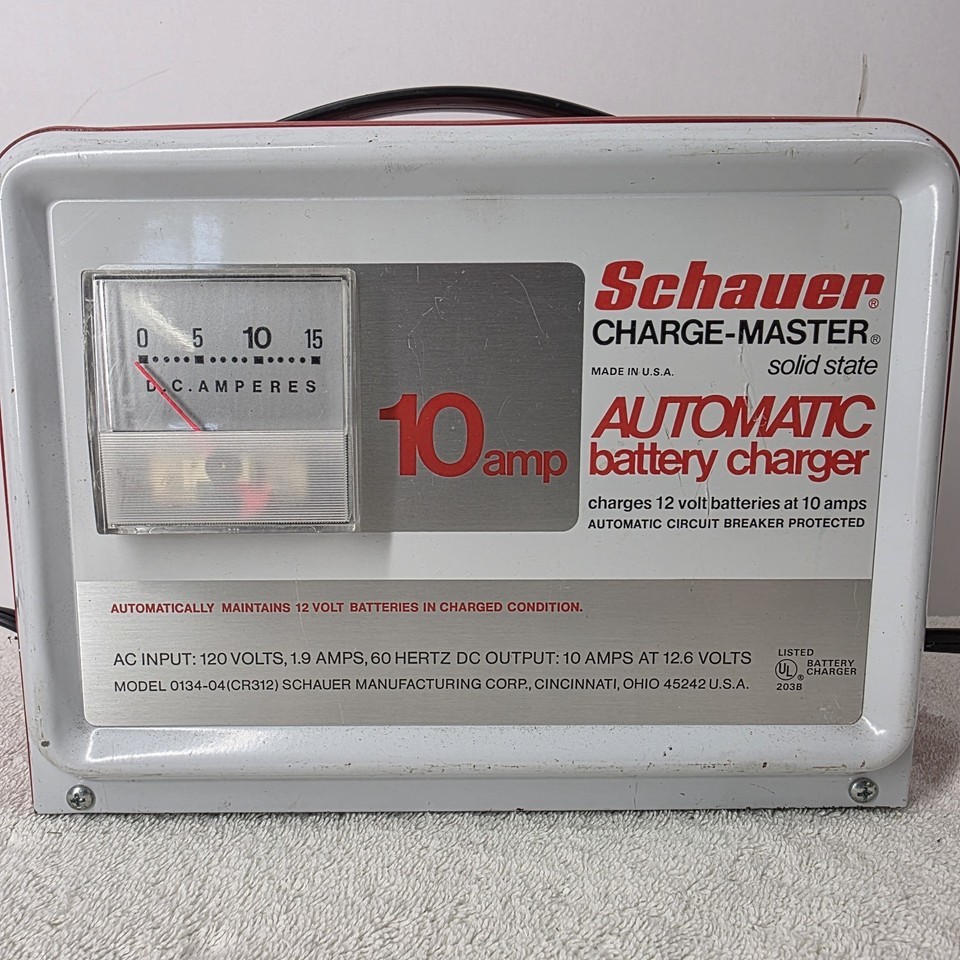 0 5 10 15
D.C. AMPERES
10 amp
Schauer®
CHARGE-MASTER®
solid state
MADE IN U.S.A.
AUTOMATIC
battery charger
charges 12 volt batteries at 10 amps
AUTOMATIC CIRCUIT BREAKER PROTECTED
AUTOMATICALLY MAINTAINS 12 VOLT BATTERIES IN CHARGED CONDITION.
AC INPUT: 120 VOLTS, 1.9 AMPS, 60 HERTZ DC OUTPUT: 10 AMPS AT 12.6 VOLTS
MODEL 0134-04(CR312) SCHAUER MANUFACTURING CORP., CINCINNATI, OHIO 45242 U.S.A.
LISTED
UL® BATTERY
CHARGER
203B